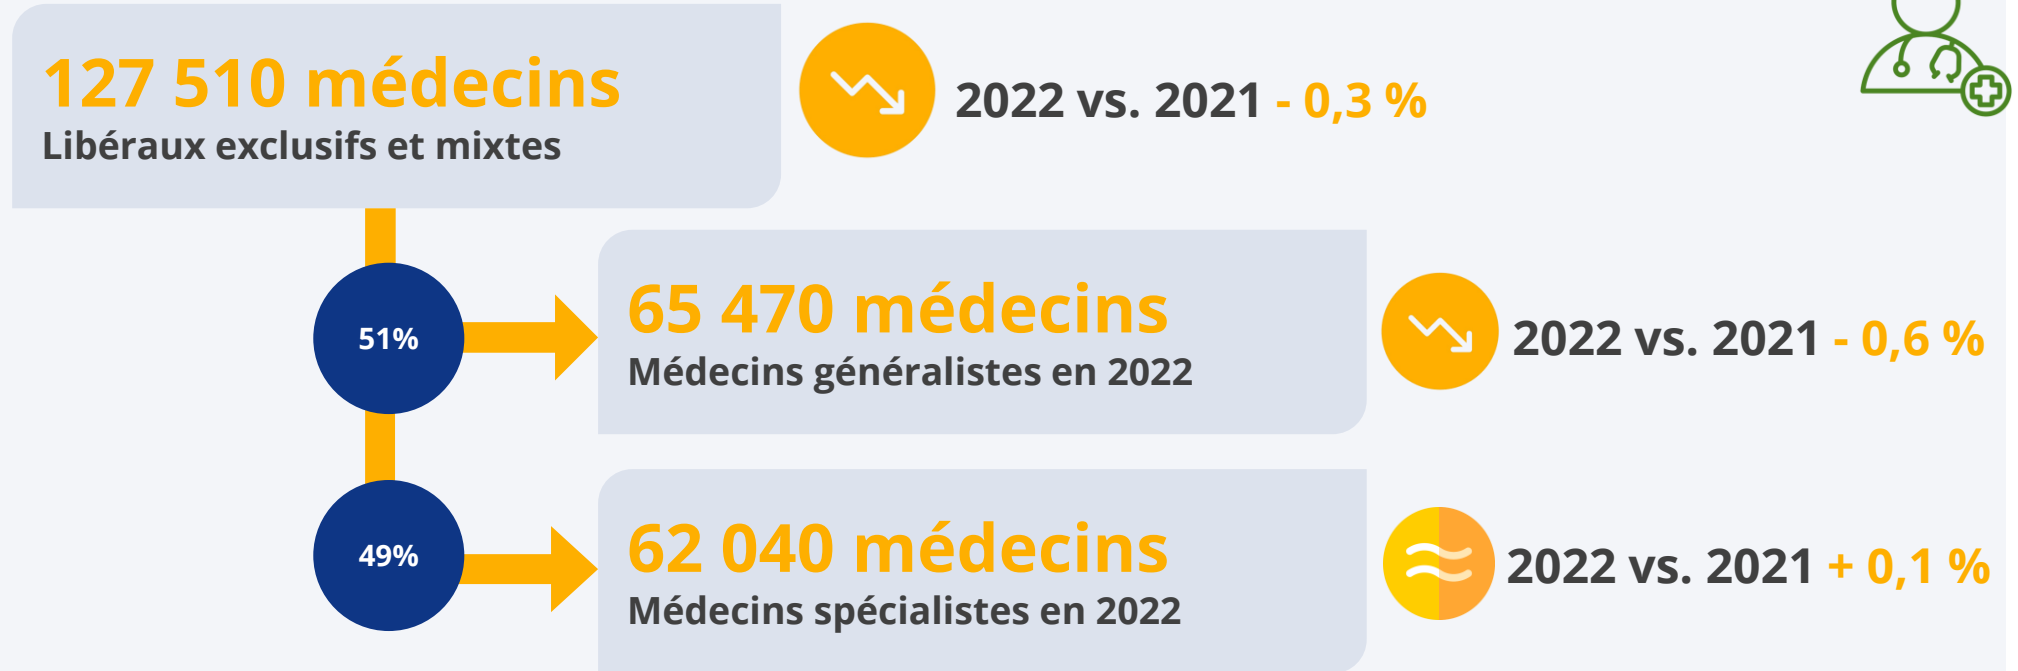 127 510 médecins
Libéraux exclusifs et mixtes
2022 vs. 2021 - 0,3 %
51%
65 470 médecins
Médecins généralistes en 2022
2022 vs. 2021 - 0,6 %
49%
62 040 médecins
Médecins spécialistes en 2022
2022 vs. 2021 + 0,1 %